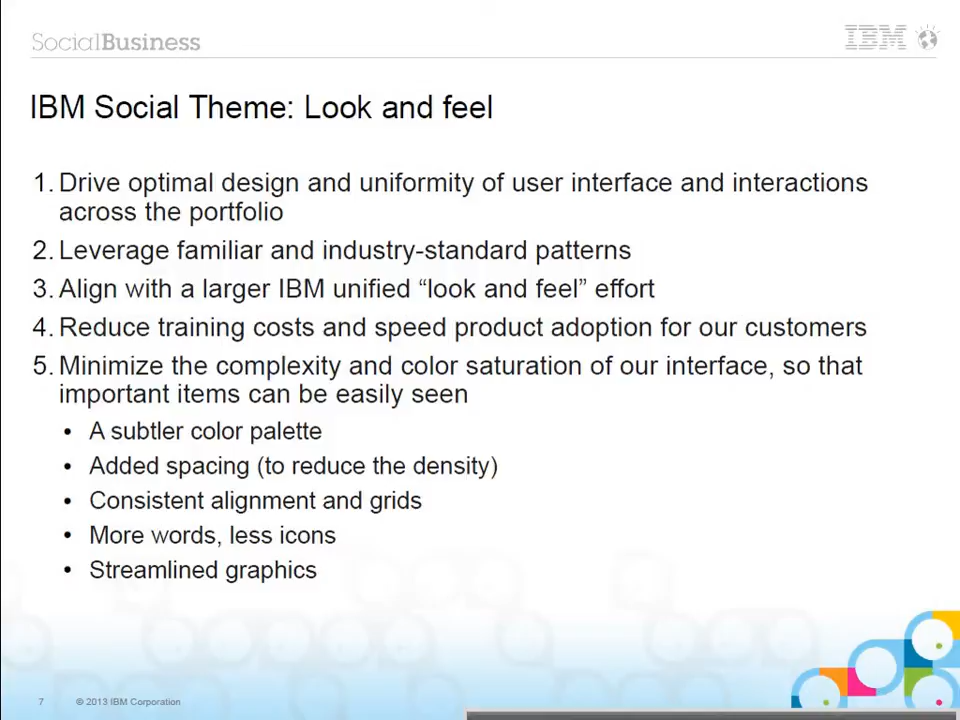 SocialBusiness
IBM
IBM Social Theme: Look and feel
1. Drive optimal design and uniformity of user interface and interactions
across the portfolio
2. Leverage familiar and industry-standard patterns
3. Align with a larger IBM unified “look and feel” effort
4. Reduce training costs and speed product adoption for our customers
5. Minimize the complexity and color saturation of our interface, so that
important items can be easily seen
• A subtler color palette
• Added spacing (to reduce the density)
• Consistent alignment and grids
• More words, less icons
• Streamlined graphics
7 © 2013 IBM Corporation